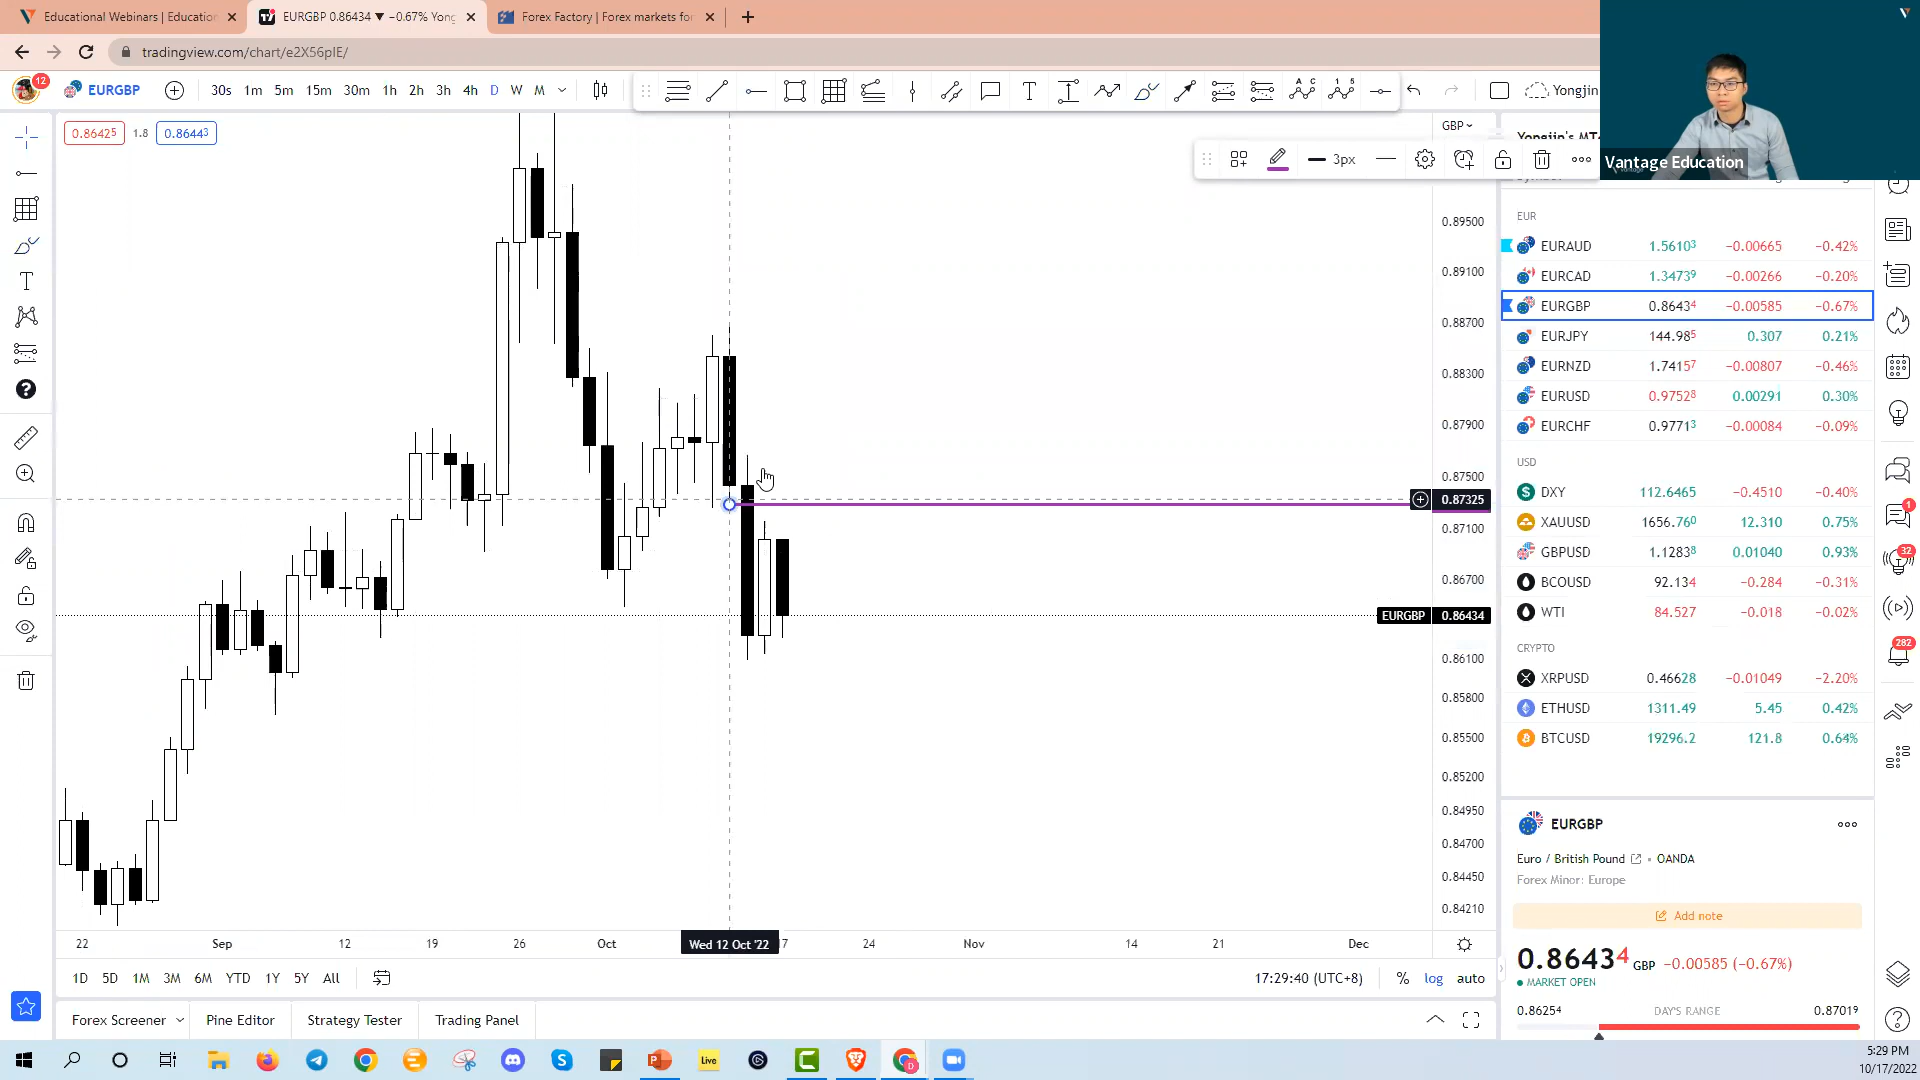 Educational Webinars | Education
EURGBP 0.86434 ▼ −0.67% Yong
Forex Factory | Forex markets for
tradingview.com/chart/e2X56pIE/
12
EURGBP
30s 1m 5m 15m 30m 1h 2h 3h 4h D W M
Yongjin
0.86425 1.8 0.86443
GBP
3px
Yongjin's MT4
Vantage Education
0.89500
0.89100
0.88700
0.88300
0.87900
0.87500
0.87325
0.87100
0.86700
EURGBP 0.86434
0.86100
0.85800
0.85500
0.85200
0.84950
0.84700
0.84450
0.84210
EUR
EURAUD 1.56103 −0.00665 −0.42%
EURCAD 1.34739 −0.00266 −0.20%
EURGBP 0.86434 −0.00585 −0.67%
EURJPY 144.985 0.307 0.21%
EURNZD 1.74157 −0.00807 −0.46%
EURUSD 0.97528 0.00291 0.30%
EURCHF 0.97713 −0.00084 −0.09%
USD
DXY 112.6465 −0.4510 −0.40%
XAUUSD 1656.760 12.310 0.75%
GBPUSD 1.12838 0.01040 0.93%
BCOUSD 92.134 −0.284 −0.31%
WTI 84.527 −0.018 −0.02%
CRYPTO
XRPUSD 0.46628 −0.01049 −2.20%
ETHUSD 1311.49 5.45 0.42%
BTCUSD 19296.2 121.8 0.64%
1
32
282
EURGBP
Euro / British Pound • OANDA
Forex Minor: Europe
Add note
0.86434 GBP −0.00585 (−0.67%)
MARKET OPEN
0.86254 DAY'S RANGE 0.87019
22 Sep 12 19 26 Oct Wed 12 Oct '22 17 24 Nov 14 21 Dec
1D 5D 1M 3M 6M YTD 1Y 5Y All
17:29:40 (UTC+8) % log auto
Forex Screener Strategy Tester
Pine Editor
Trading Panel
Live
5:29 PM
10/17/2022